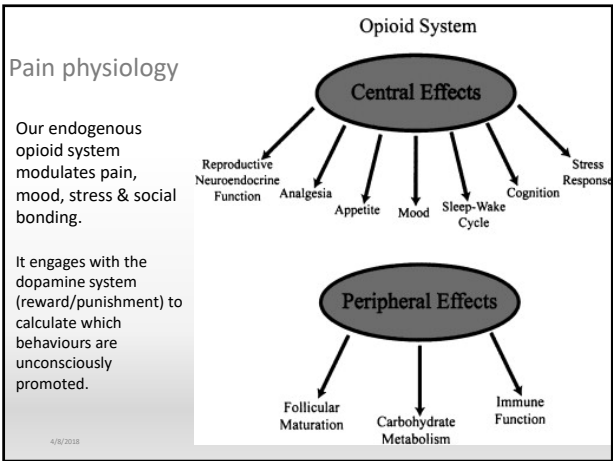 Pain physiology
Our endogenous
opioid system
modulates pain,
mood, stress & social
bonding.
It engages with the
dopamine system
(reward/punishment) to
calculate which
behaviours are
unconsciously
promoted.
4/8/2018
Opioid System
Central Effects
Reproductive
Neuroendocrine
Function
Analgesia
Appetite
Mood
Sleep-Wake
Cycle
Cognition
Stress
Response
Peripheral Effects
Follicular
Maturation
Carbohydrate
Metabolism
Immune
Function